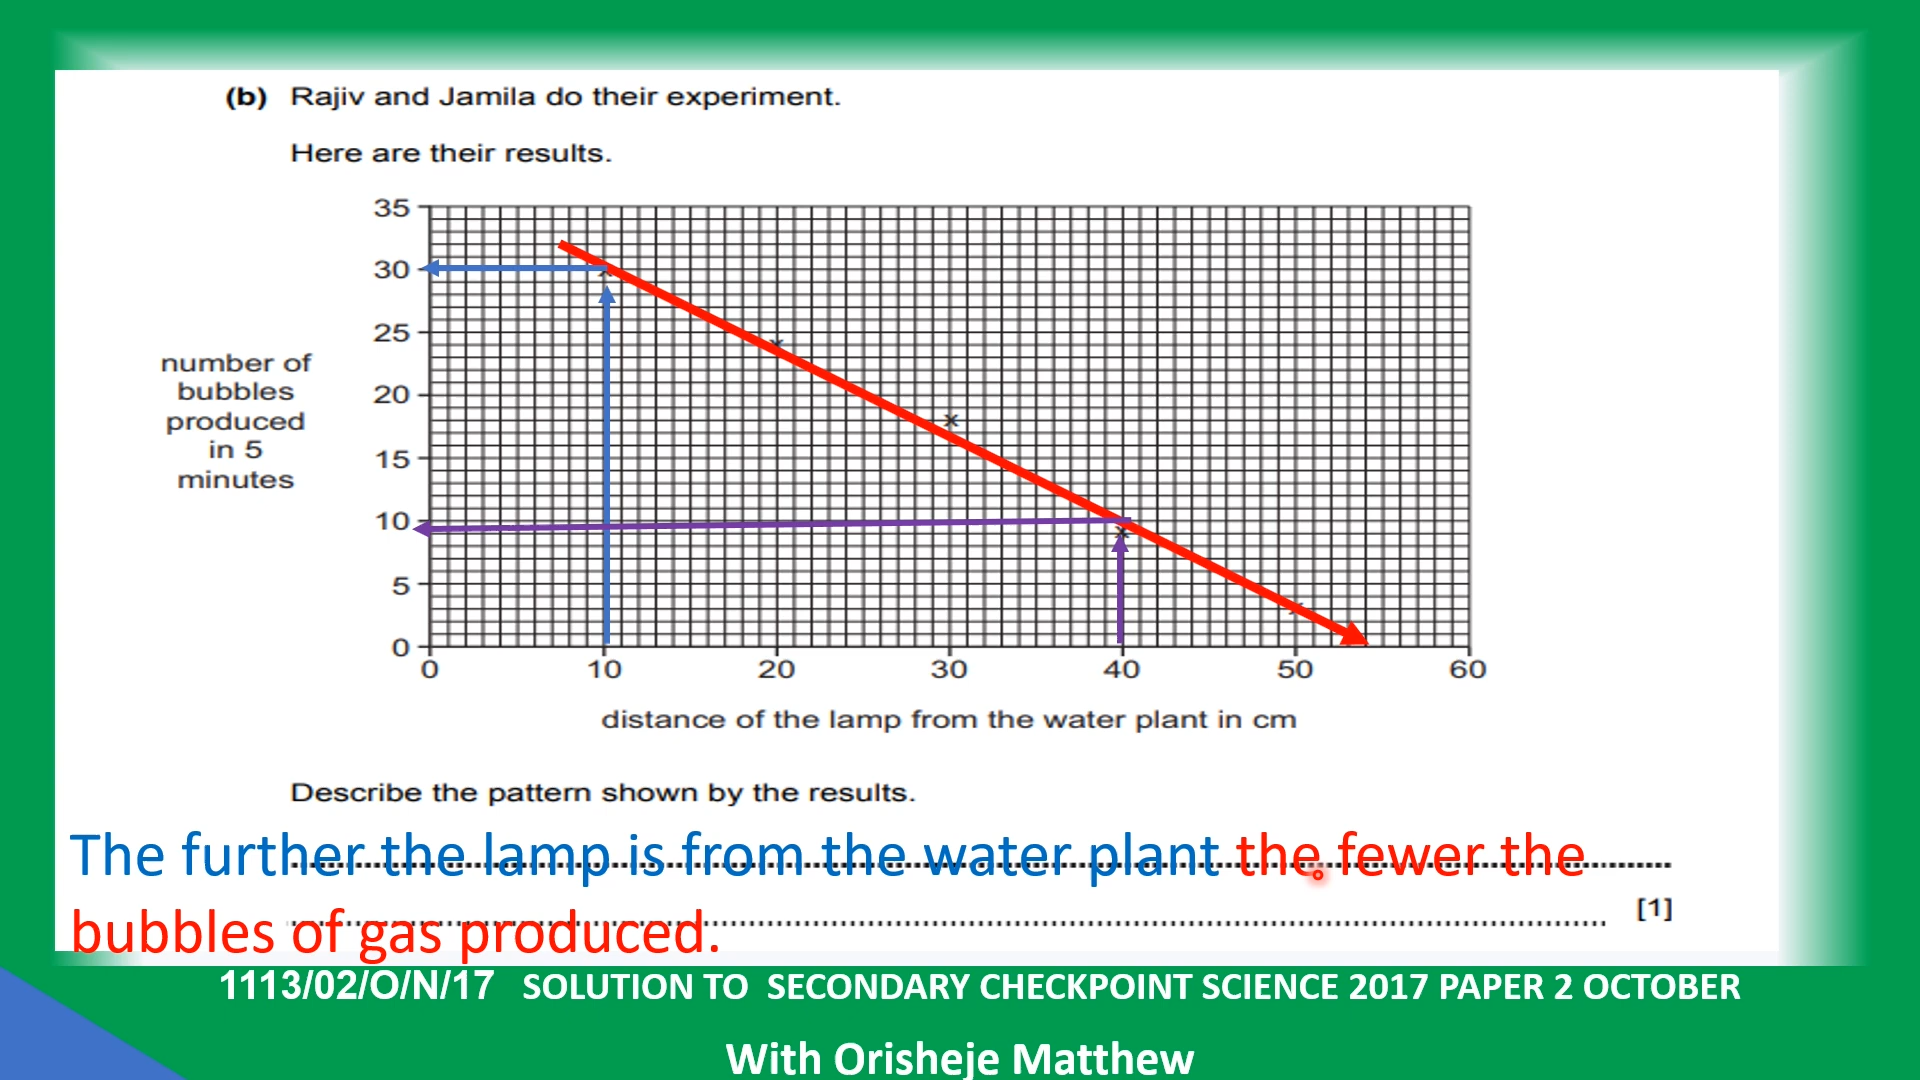 (b) Rajiv and Jamila do their experiment.
Here are their results.
35
30
25
20
15
10
5
0
number of
bubbles
produced
in 5
minutes
0 10 20 30 40 50 60
distance of the lamp from the water plant in cm
Describe the pattern shown by the results.
The further the lamp is from the water plant the fewer the
bubbles of gas produced.
[1]
1113/02/O/N/17 SOLUTION TO SECONDARY CHECKPOINT SCIENCE 2017 PAPER 2 OCTOBER
With Orisheje Matthew